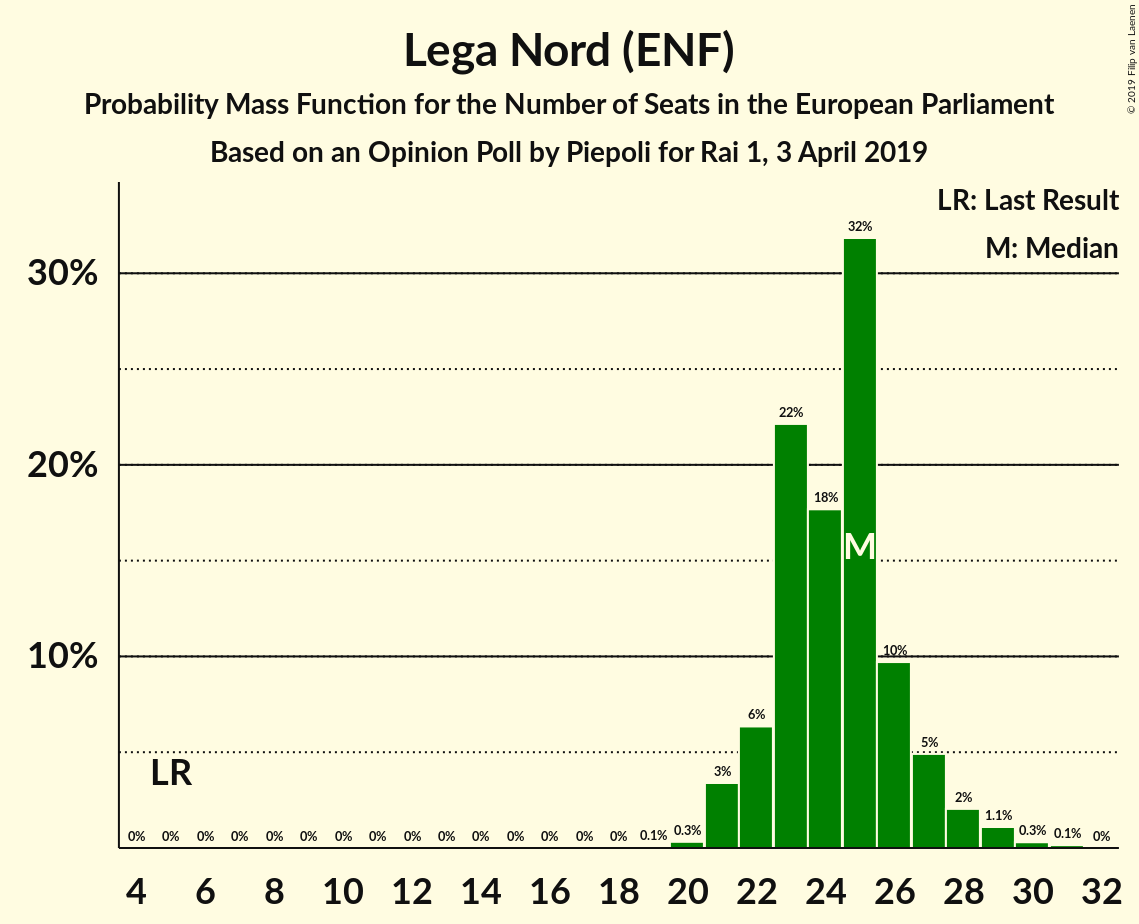 Lega Nord (ENF)
Probability Mass Function for the Number of Seats in the European Parliament
Based on an Opinion Poll by Piepoli for Rai 1, 3 April 2019
© 2019 Filip van Laenen
LR: Last Result
M: Median
30%
20%
10%
32%
22%
18%
M
10%
6%
5%
3%
2%
1.1%
LR
0% 0% 0% 0% 0% 0% 0% 0% 0% 0% 0% 0% 0% 0% 0% 0.1% 0.3% 0.3% 0.1% 0%
4 6 8 10 12 14 16 18 20 22 24 26 28 30 32